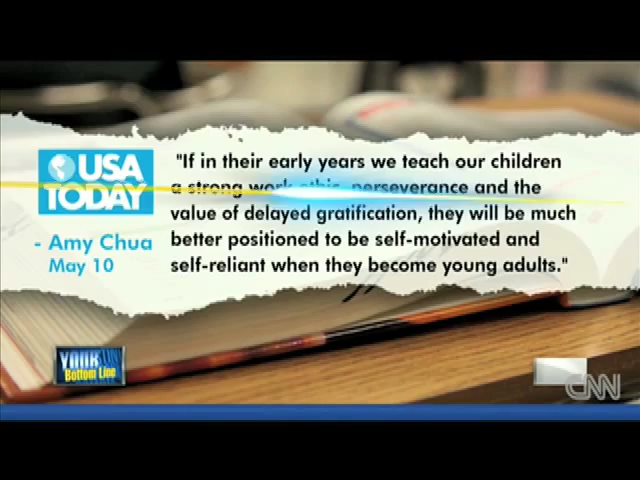 USA
TODAY
- Amy Chua
May 10
"If in their early years we teach our children
a strong work ethic, perseverance and the
value of delayed gratification, they will be much
better positioned to be self-motivated and
self-reliant when they become young adults."
YOUR
Bottom Line
CNN